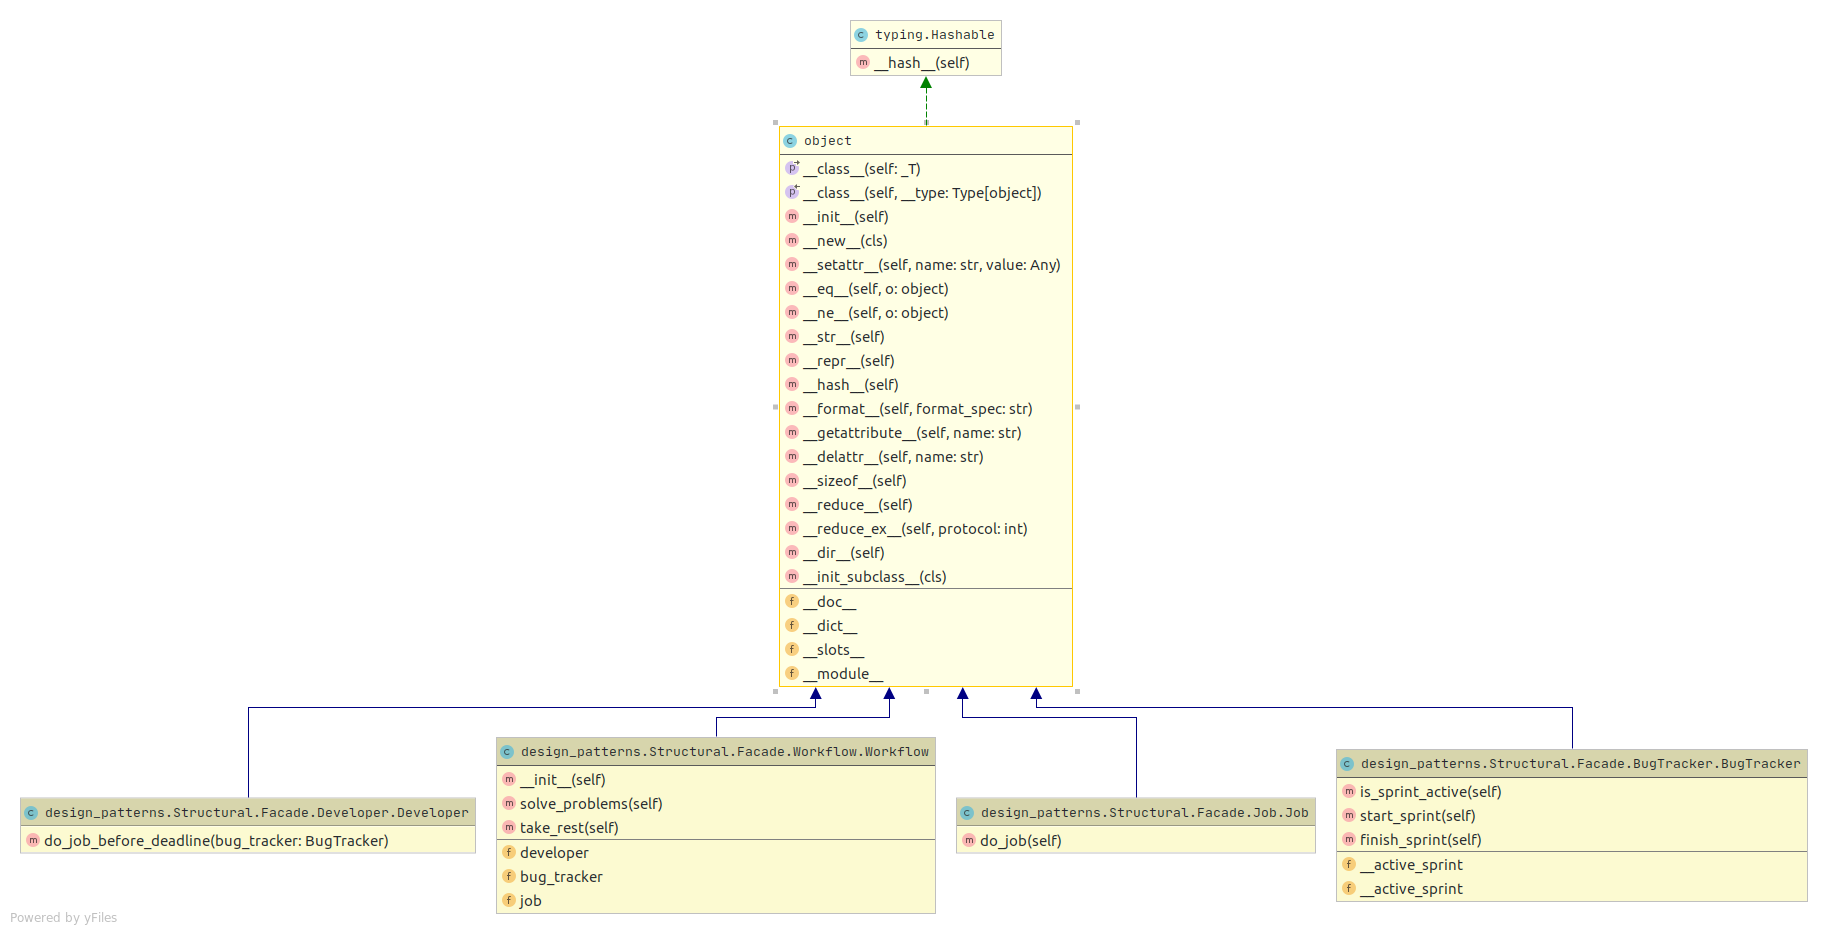 typing.Hashable
__hash__(self)
object
__class__(self: _T)
__class__(self, __type: Type[object])
__init__(self)
__new__(cls)
__setattr__(self, name: str, value: Any)
__eq__(self, o: object)
__ne__(self, o: object)
__str__(self)
__repr__(self)
__hash__(self)
__format__(self, format_spec: str)
__getattribute__(self, name: str)
__delattr__(self, name: str)
__sizeof__(self)
__reduce__(self)
__reduce_ex__(self, protocol: int)
__dir__(self)
__init_subclass__(cls)
__doc__
__dict__
__slots__
__module__
design_patterns.Structural.Facade.Developer.Developer
do_job_before_deadline(bug_tracker: BugTracker)
design_patterns.Structural.Facade.Workflow.Workflow
__init__(self)
solve_problems(self)
take_rest(self)
developer
bug_tracker
job
design_patterns.Structural.Facade.Job.Job
do_job(self)
design_patterns.Structural.Facade.BugTracker.BugTracker
is_sprint_active(self)
start_sprint(self)
finish_sprint(self)
__active_sprint
__active_sprint
Powered by yFiles